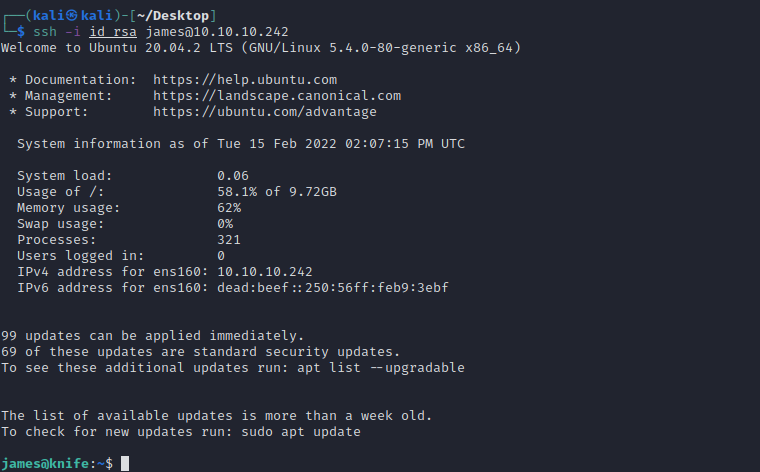 ┌──(kali㉿kali)-[~/Desktop]
└─$ ssh -i id_rsa james@10.10.10.242
Welcome to Ubuntu 20.04.2 LTS (GNU/Linux 5.4.0-80-generic x86_64)
* Documentation:  https://help.ubuntu.com
* Management:     https://landscape.canonical.com
* Support:        https://ubuntu.com/advantage
System information as of Tue 15 Feb 2022 02:07:15 PM UTC
System load:             0.06
Usage of /:              58.1% of 9.72GB
Memory usage:            62%
Swap usage:              0%
Processes:               321
Users logged in:         0
IPv4 address for ens160: 10.10.10.242
IPv6 address for ens160: dead:beef::250:56ff:feb9:3ebf
99 updates can be applied immediately.
69 of these updates are standard security updates.
To see these additional updates run: apt list --upgradable
The list of available updates is more than a week old.
To check for new updates run: sudo apt update
james@knife:~$